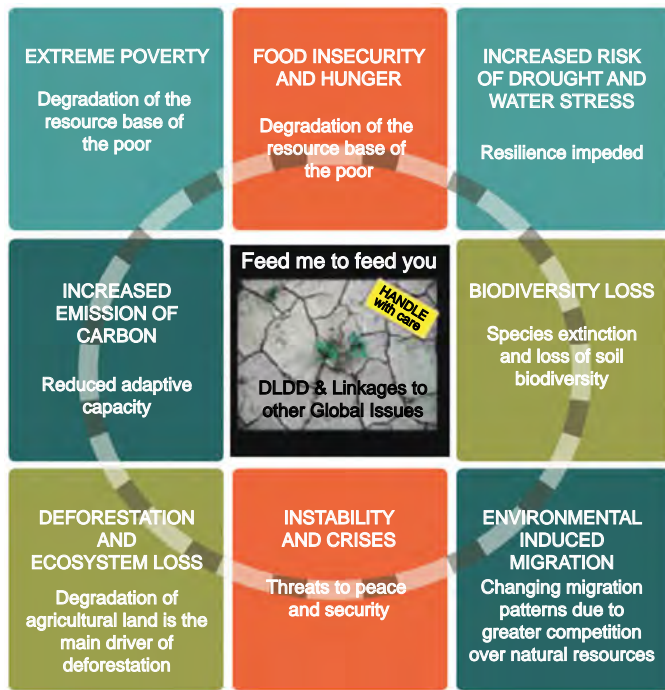 EXTREME POVERTY
Degradation of the
resource base of
the poor
FOOD INSECURITY
AND HUNGER
Degradation of the
resource base of
the poor
INCREASED RISK
OF DROUGHT AND
WATER STRESS
Resilience impeded
INCREASED
EMISSION OF
CARBON
Reduced adaptive
capacity
Feed me to feed you
HANDLE
with care
DLDD & Linkages to
other Global Issues
BIODIVERSITY LOSS
Species extinction
and loss of soil
biodiversity
DEFORESTATION
AND
ECOSYSTEM LOSS
Degradation of
agricultural land is the
main driver of
deforestation
INSTABILITY
AND CRISES
Threats to peace
and security
ENVIRONMENTAL
INDUCED
MIGRATION
Changing migration
patterns due to
greater competition
over natural resources